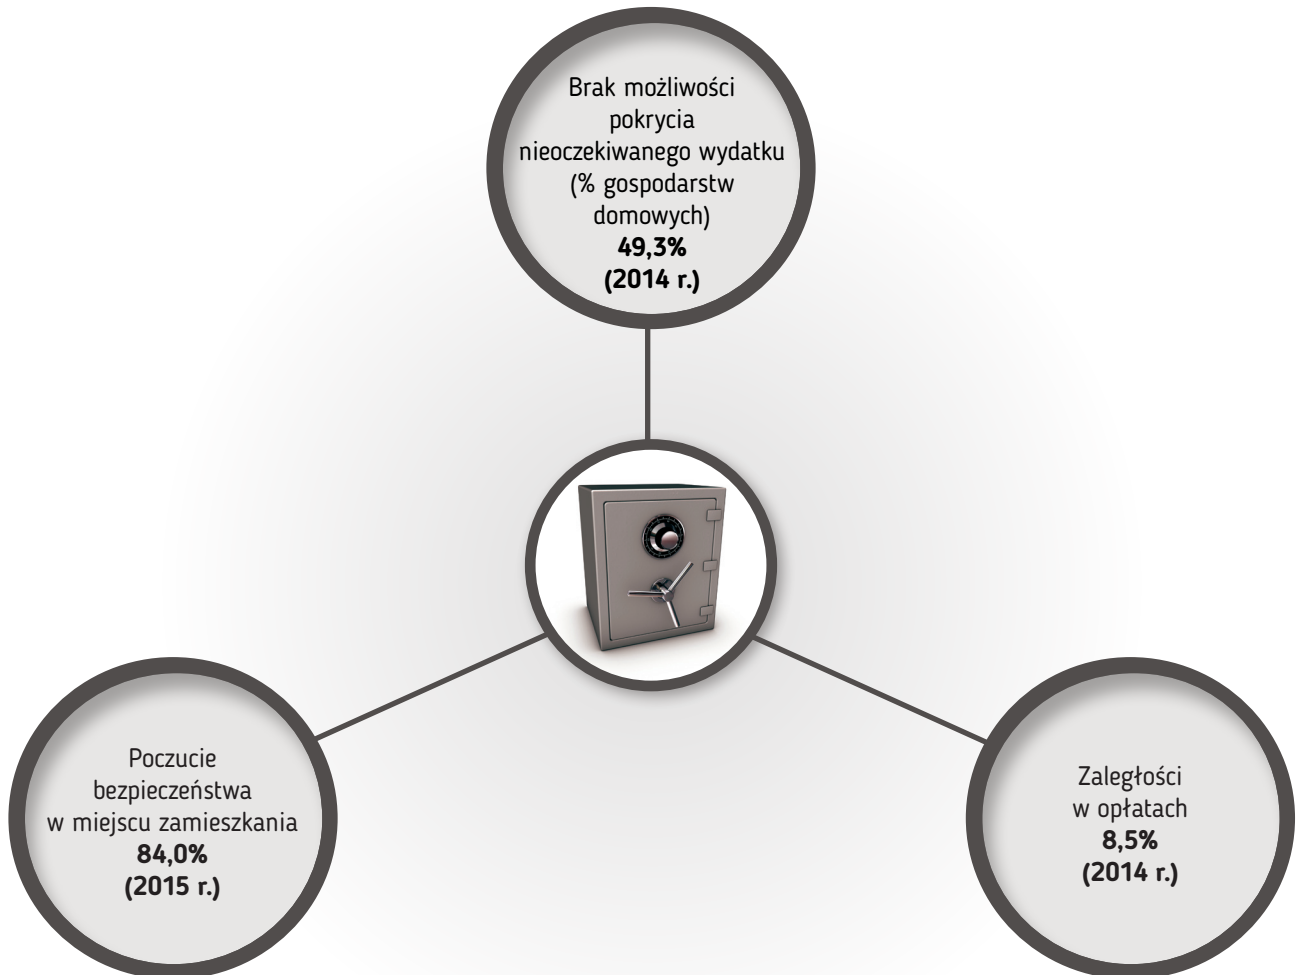 Brak możliwości
pokrycia
nieoczekiwanego wydatku
(% gospodarstw
domowych)
49,3%
(2014 r.)
Poczucie
bezpieczeństwa
w miejscu zamieszkania
84,0%
(2015 r.)
Zaległości
w opłatach
8,5%
(2014 r.)